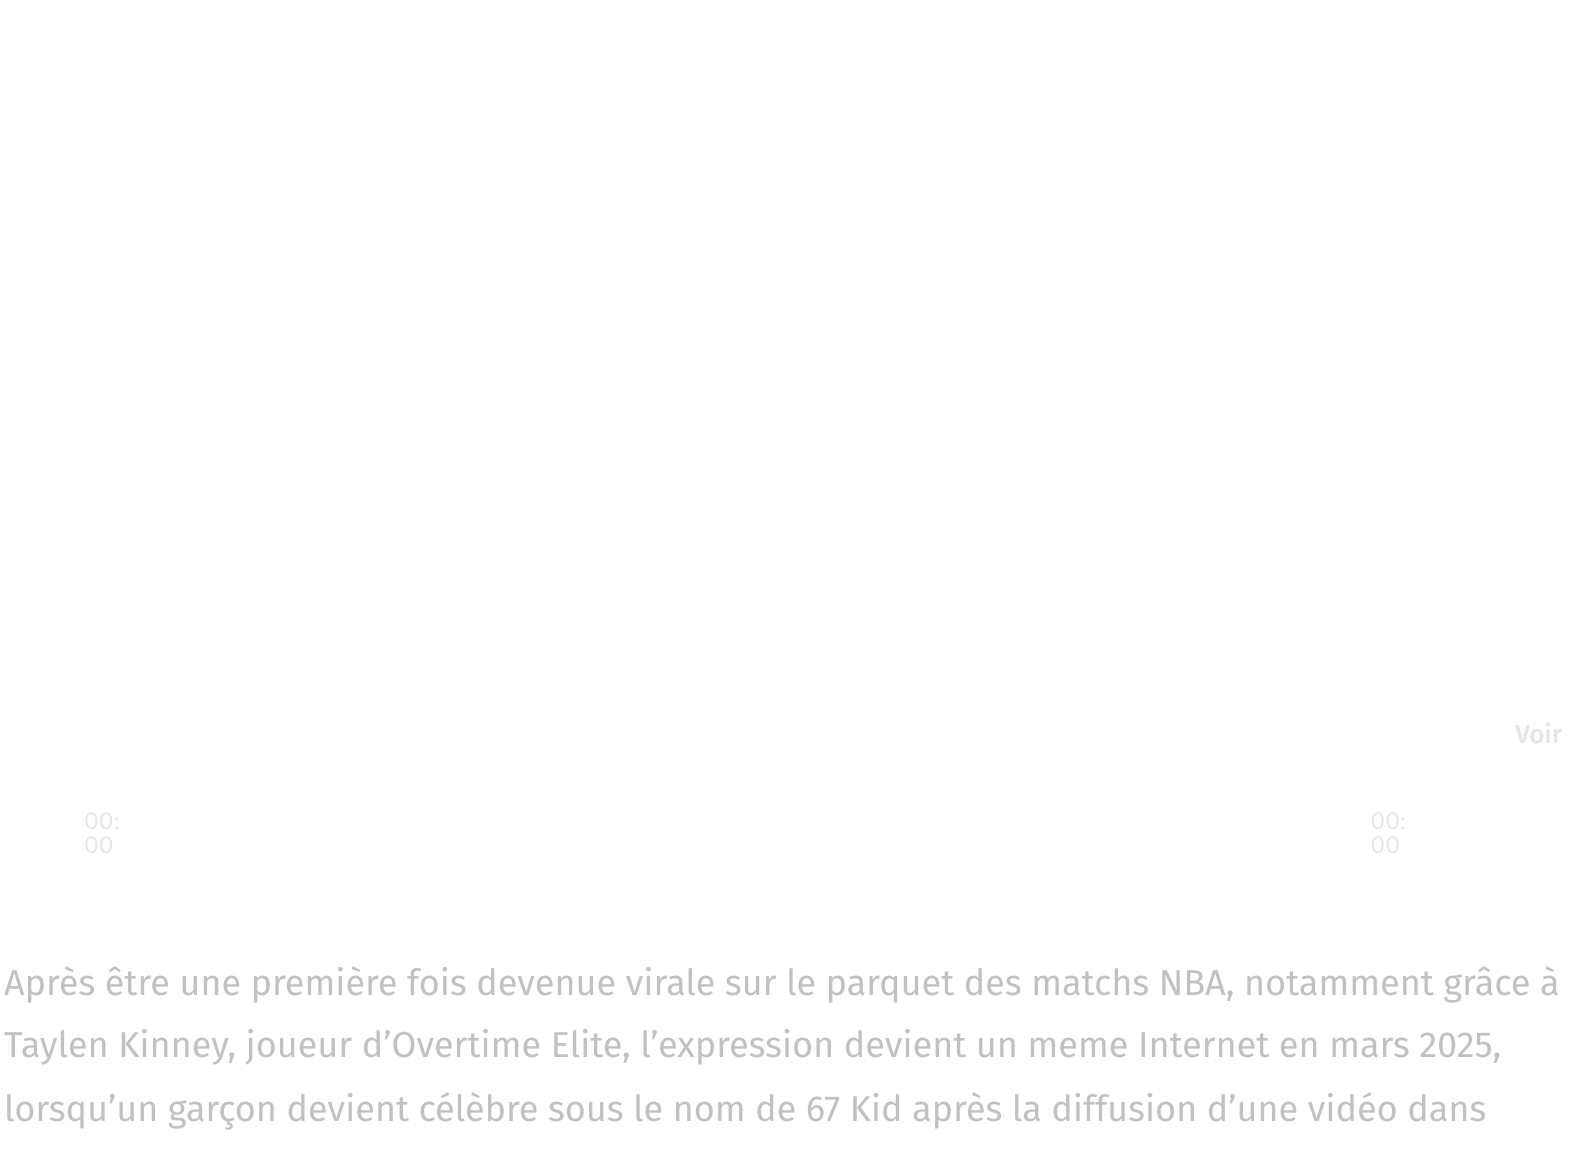 Voir
00:
00
00:
00
Après être une première fois devenue virale sur le parquet des matchs NBA, notamment grâce à
Taylen Kinney, joueur d’Overtime Elite, l’expression devient un meme Internet en mars 2025,
lorsqu’un garçon devient célèbre sous le nom de 67 Kid après la diffusion d’une vidéo dans